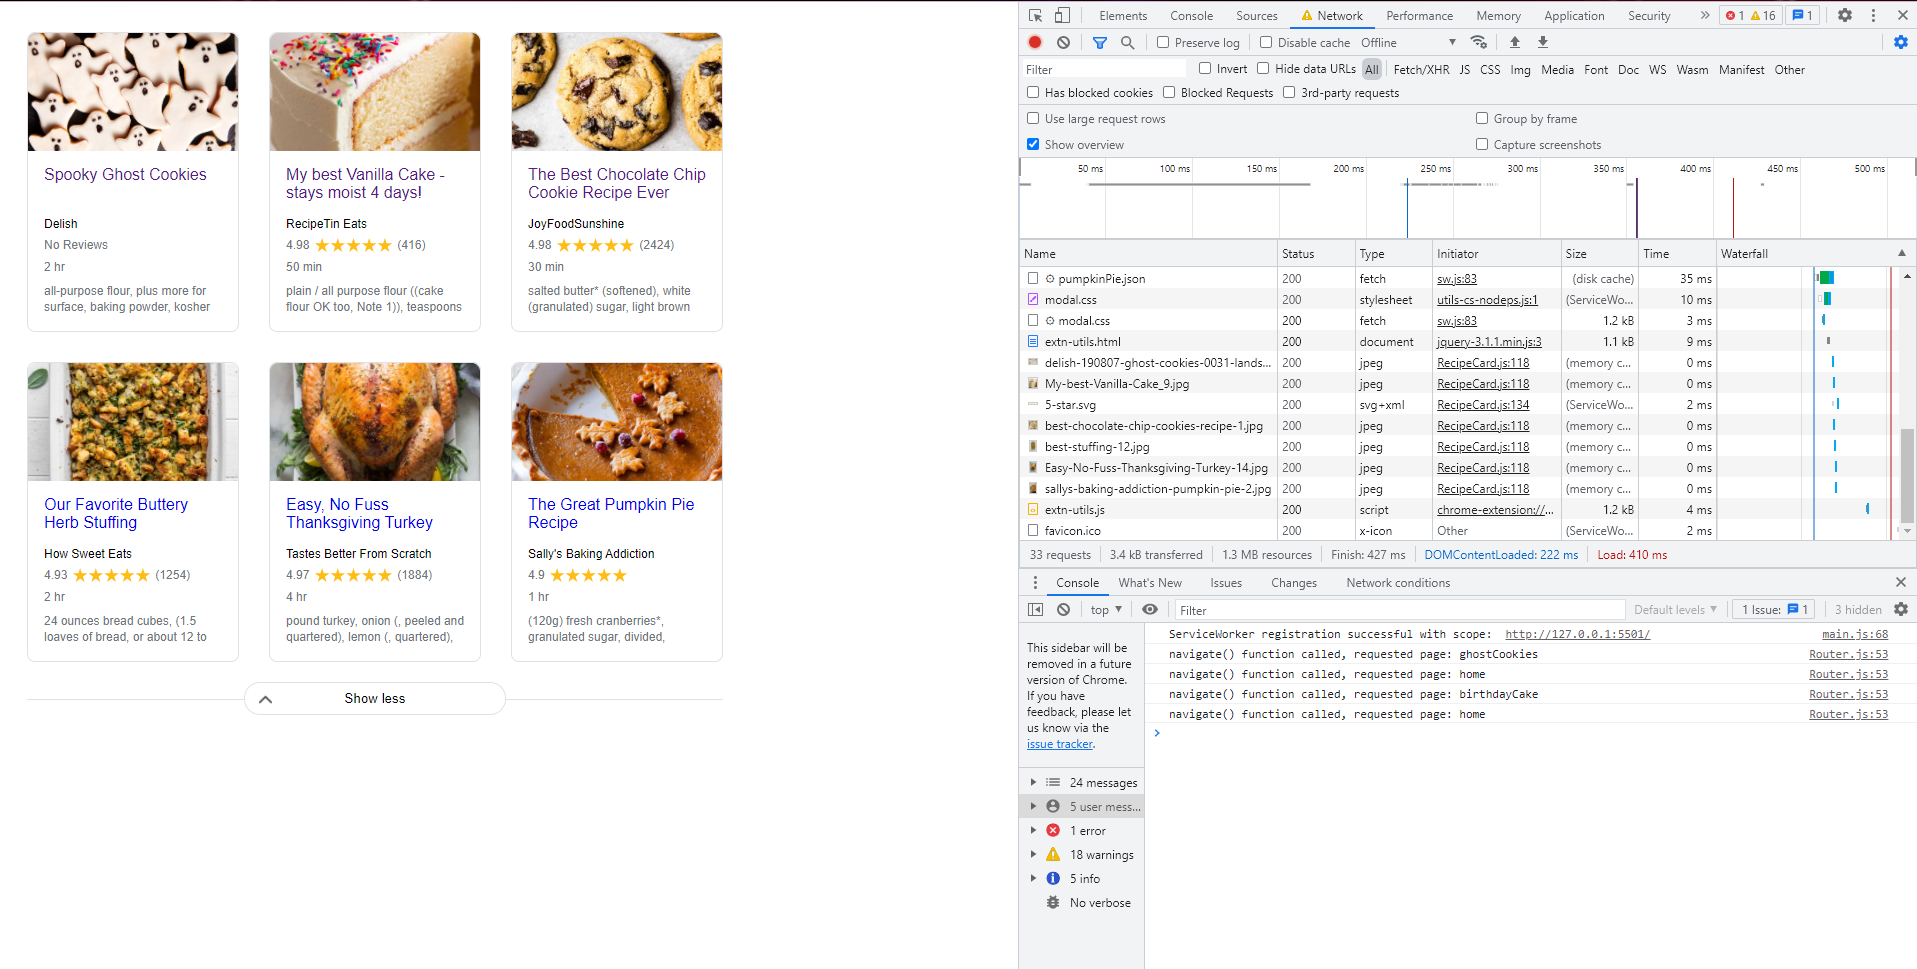 Spooky Ghost Cookies
Delish
No Reviews
2 hr
all-purpose flour, plus more for
surface, baking powder, kosher
My best Vanilla Cake -
stays moist 4 days!
RecipeTin Eats
4.98 (416)
50 min
plain / all purpose flour ((cake
flour OK too, Note 1)), teaspoons
The Best Chocolate Chip
Cookie Recipe Ever
JoyFoodSunshine
4.98 (2424)
30 min
salted butter* (softened), white
(granulated) sugar, light brown
Our Favorite Buttery
Herb Stuffing
How Sweet Eats
4.93 (1254)
2 hr
24 ounces bread cubes, (1.5
loaves of bread, or about 12 to
Easy, No Fuss
Thanksgiving Turkey
Tastes Better From Scratch
4.97 (1884)
4 hr
pound turkey, onion (, peeled and
quartered), lemon (, quartered),
The Great Pumpkin Pie
Recipe
Sally's Baking Addiction
4.9
1 hr
(120g) fresh cranberries*,
granulated sugar, divided,
Show less
Elements Console Sources Network Performance Memory Application Security » 1 16 1
Preserve log Disable cache Offline
Filter Invert Hide data URLs All Fetch/XHR JS CSS Img Media Font Doc WS Wasm Manifest Other
Has blocked cookies Blocked Requests 3rd-party requests
Use large request rows Group by frame
Show overview Capture screenshots
50 ms 100 ms 150 ms 200 ms 250 ms 300 ms 350 ms 400 ms 450 ms 500 ms
Name Status Type Initiator Size Time Waterfall
pumpkinPie.json 200 fetch sw.js:83 (disk cache) 35 ms
modal.css 200 stylesheet utils-cs-nodeps.js:1 (ServiceWo... 10 ms
modal.css 200 fetch sw.js:83 1.2 kB 3 ms
extn-utils.html 200 document jquery-3.1.1.min.js:3 1.1 kB 9 ms
delish-190807-ghost-cookies-0031-lands... 200 jpeg RecipeCard.js:118 (memory c... 0 ms
My-best-Vanilla-Cake_9.jpg 200 jpeg RecipeCard.js:118 (memory c... 0 ms
5-star.svg 200 svg+xml RecipeCard.js:134 (ServiceWo... 2 ms
best-chocolate-chip-cookies-recipe-1.jpg 200 jpeg RecipeCard.js:118 (memory c... 0 ms
best-stuffing-12.jpg 200 jpeg RecipeCard.js:118 (memory c... 0 ms
Easy-No-Fuss-Thanksgiving-Turkey-14.jpg 200 jpeg RecipeCard.js:118 (memory c... 0 ms
sallys-baking-addiction-pumpkin-pie-2.jpg 200 jpeg RecipeCard.js:118 (memory c... 0 ms
extn-utils.js 200 script chrome-extension://... 1.2 kB 4 ms
favicon.ico 200 x-icon Other (ServiceWo... 2 ms
33 requests 3.4 kB transferred 1.3 MB resources Finish: 427 ms DOMContentLoaded: 222 ms Load: 410 ms
Console What's New Issues Changes Network conditions
top Filter Default levels 1 Issue: 1 3 hidden
This sidebar will be
removed in a future
version of Chrome.
If you have
feedback, please let
us know via the
issue tracker.
24 messages
5 user mess...
1 error
18 warnings
5 info
No verbose
ServiceWorker registration successful with scope: http://127.0.0.1:5501/ main.js:68
navigate() function called, requested page: ghostCookies Router.js:53
navigate() function called, requested page: home Router.js:53
navigate() function called, requested page: birthdayCake Router.js:53
navigate() function called, requested page: home Router.js:53